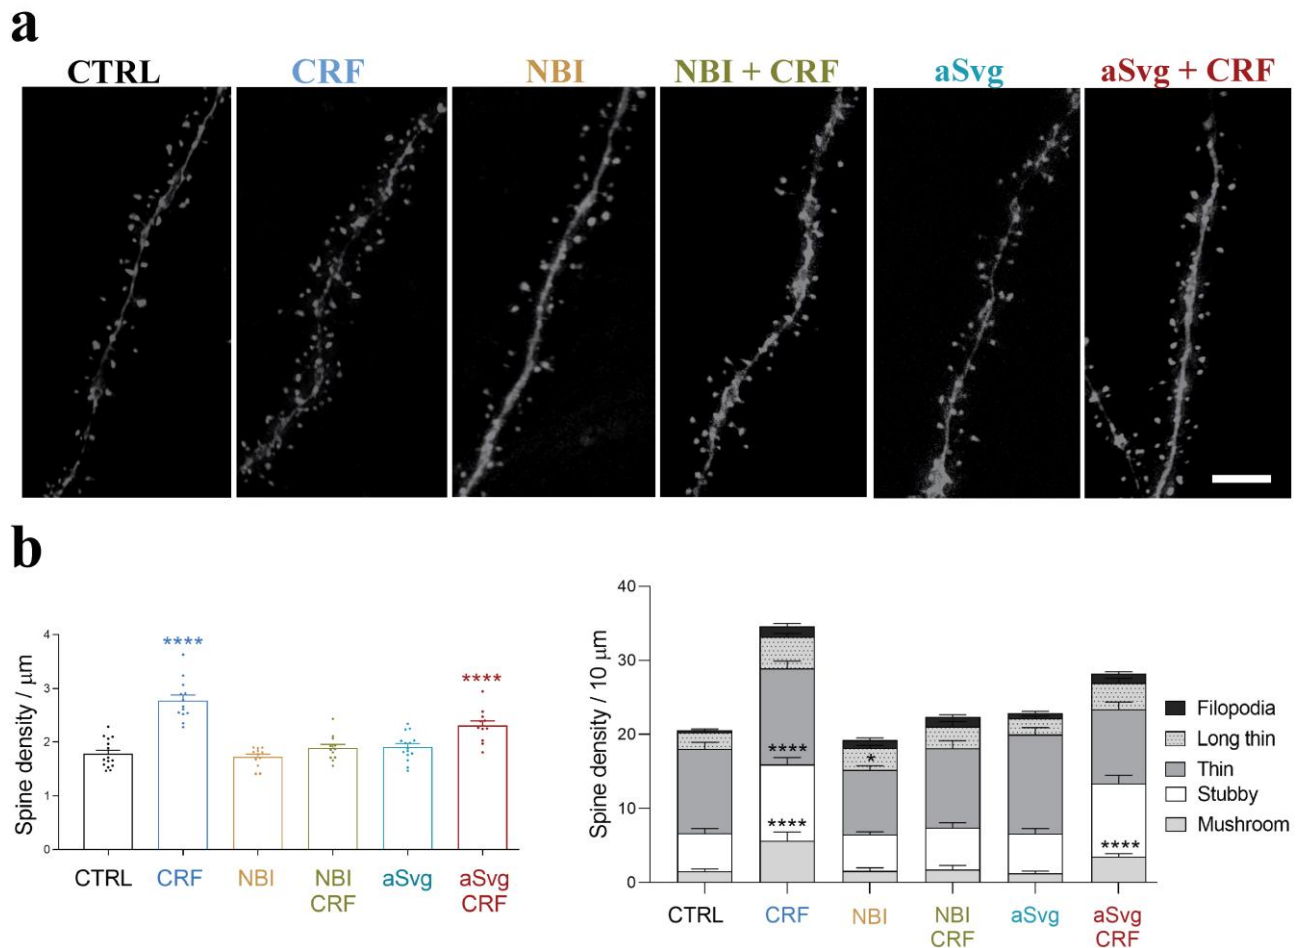 a
CTRL CRF NBI NBI + CRF aSvg aSvg + CRF
b
Spine density / μm
4
3
2
1
0
****
****
CTRL CRF NBI NBI CRF aSvg aSvg CRF
Spine density / 10 μm
40
30
20
10
0
****
****
*
****
CTRL CRF NBI NBI CRF aSvg aSvg CRF
Filopodia
Long thin
Thin
Stubby
Mushroom